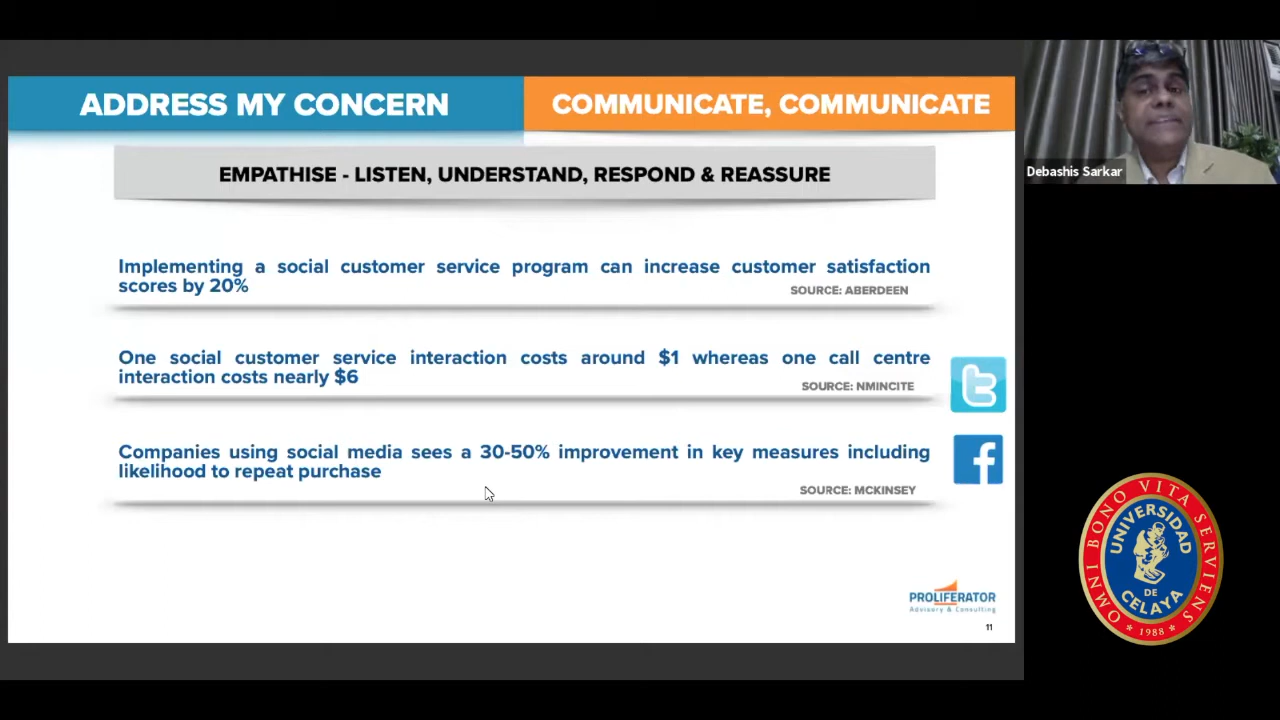 ADDRESS MY CONCERN
COMMUNICATE, COMMUNICATE
EMPATHISE - LISTEN, UNDERSTAND, RESPOND & REASSURE
Implementing a social customer service program can increase customer satisfaction
scores by 20%
SOURCE: ABERDEEN
One social customer service interaction costs around $1 whereas one call centre
interaction costs nearly $6
SOURCE: NMINCITE
Companies using social media sees a 30-50% improvement in key measures including
likelihood to repeat purchase
SOURCE: MCKINSEY
PROLIFERATOR
Advisory & Consulting
11
Debashis Sarkar
OMNI BONO VITA SERVIENS
UNIVERSIDAD
DE
CELAYA
* 1988 *